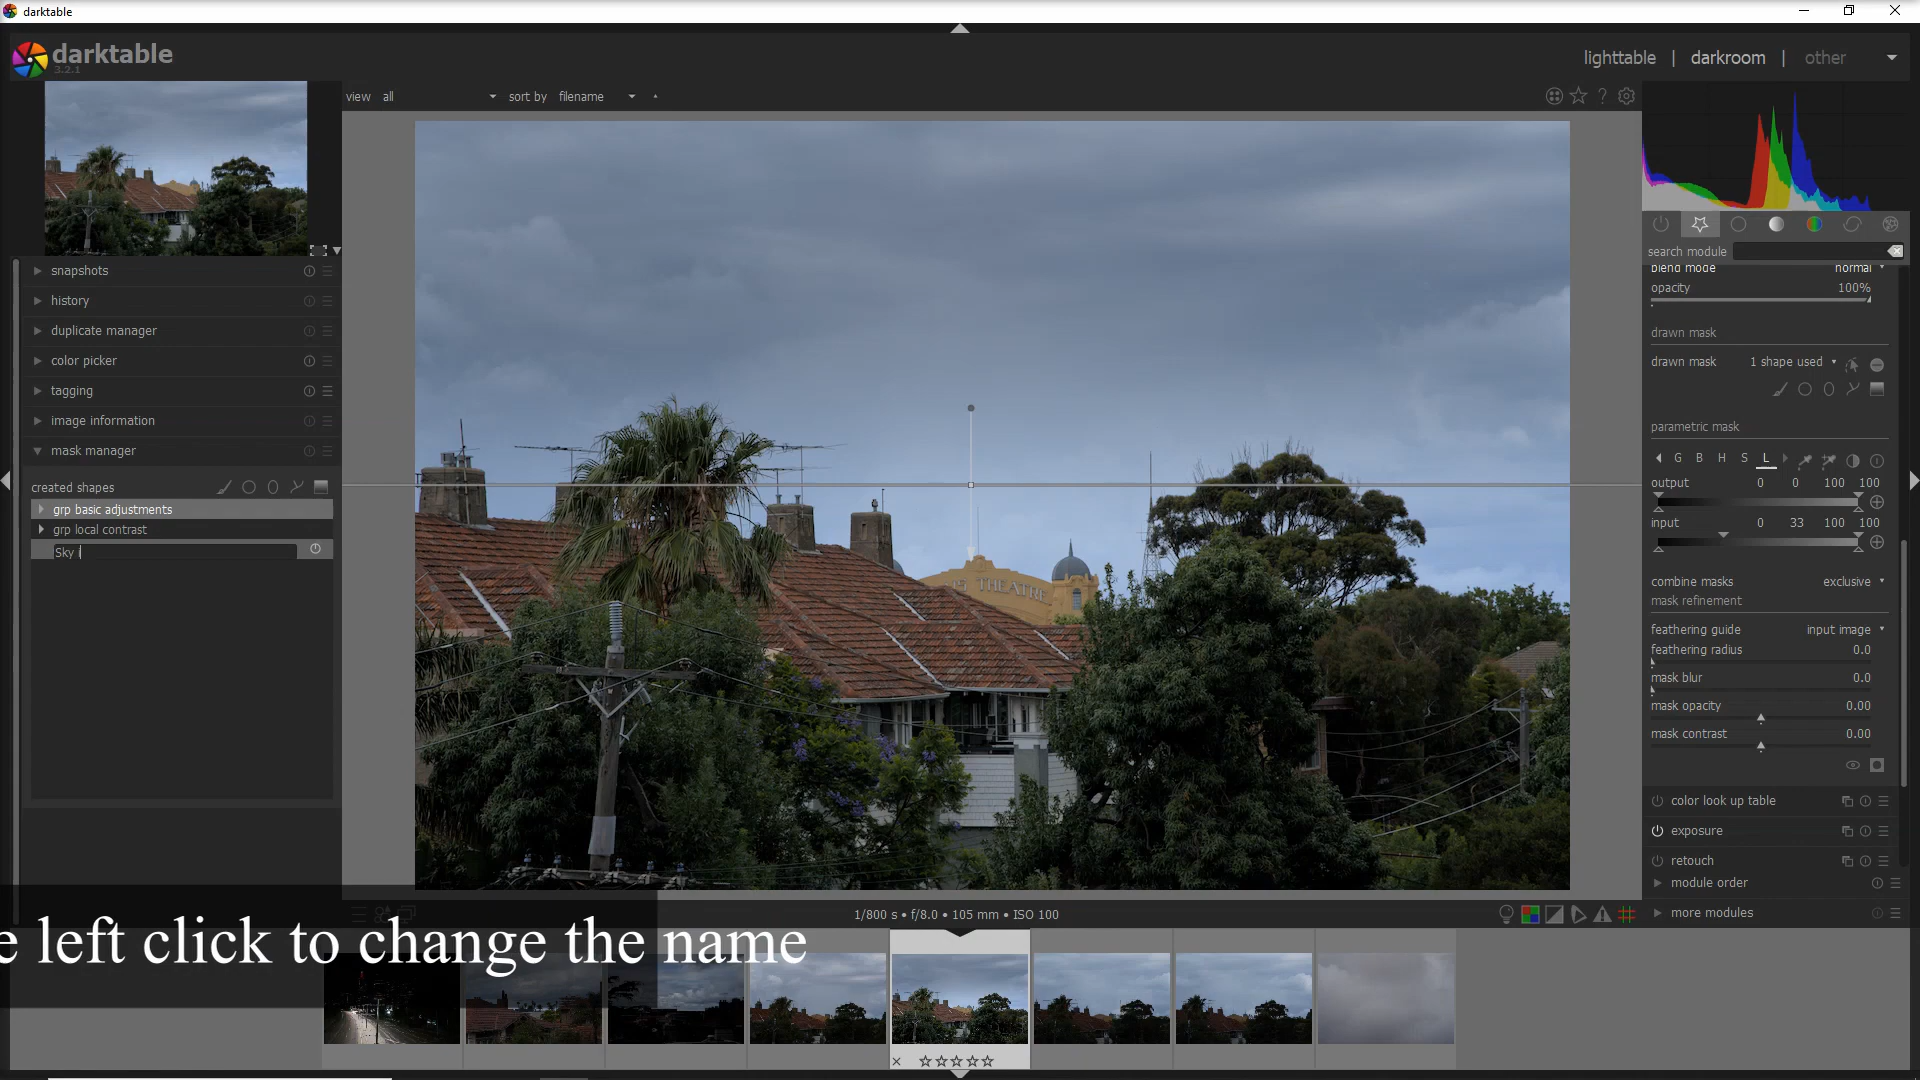 darktable
darktable
3.2.1
lighttable | darkroom | other
view all sort by filename
snapshots
history
duplicate manager
color picker
tagging
image information
mask manager
created shapes
grp basic adjustments
grp local contrast
Sky i
THEATRE
search module
blend mode normal
opacity 100%
drawn mask
drawn mask 1 shape used
parametric mask
G B H S L
output 0 0 100 100
input 0 33 100 100
combine masks exclusive
mask refinement
feathering guide input image
feathering radius 0.0
mask blur 0.0
mask opacity 0.00
mask contrast 0.00
color look up table
exposure
retouch
module order
more modules
1/800 s • f/8.0 • 105 mm • ISO 100
e left click to change the name